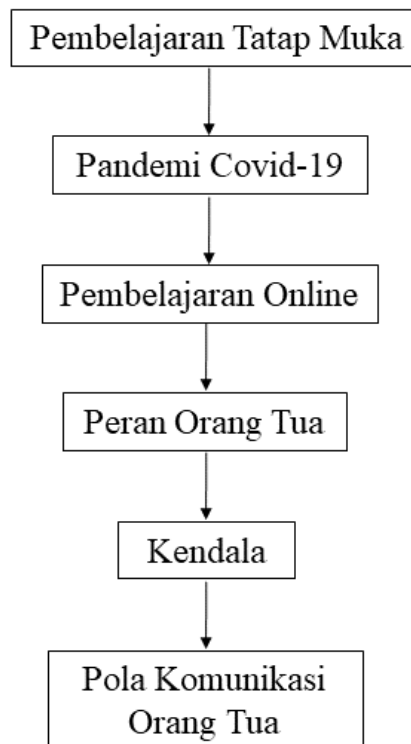 Pembelajaran Tatap Muka
Pandemi Covid-19
Pembelajaran Online
Peran Orang Tua
Kendala
Pola Komunikasi
Orang Tua